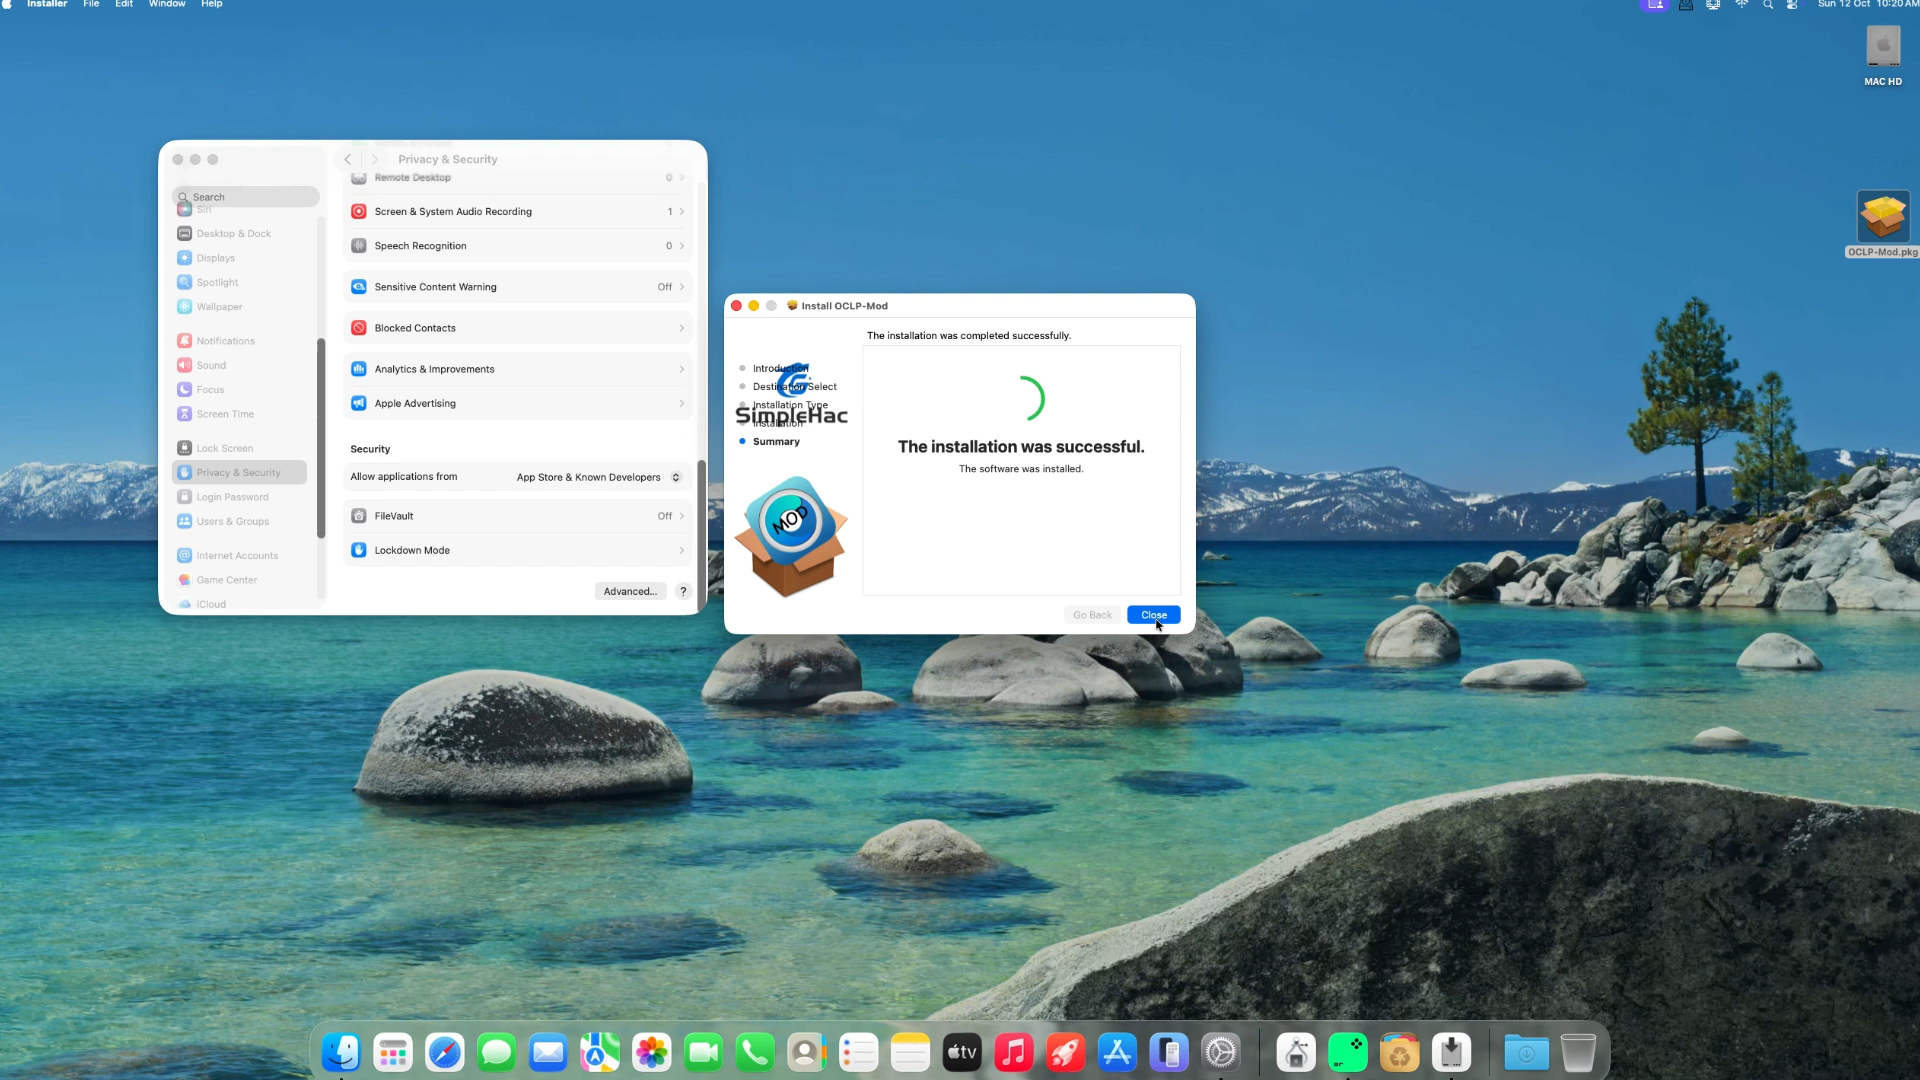 Installer File Edit Window Help
Sun 12 Oct 10:20 AM
MAC HD
OCLP-Mod.pkg
Search
Siri
Desktop & Dock
Displays
Spotlight
Wallpaper
Notifications
Sound
Focus
Screen Time
Lock Screen
Privacy & Security
Login Password
Users & Groups
Internet Accounts
Game Center
iCloud
Privacy & Security
Remote Desktop 0
Screen & System Audio Recording 1
Speech Recognition 0
Sensitive Content Warning Off
Blocked Contacts
Analytics & Improvements
Apple Advertising
Security
Allow applications from App Store & Known Developers
FileVault Off
Lockdown Mode
Advanced... ?
Install OCLP-Mod
The installation was completed successfully.
Introduction
Destination Select
Installation Type
SimpleHac
Installation
Summary
MOD
The installation was successful.
The software was installed.
Go Back Close
tv